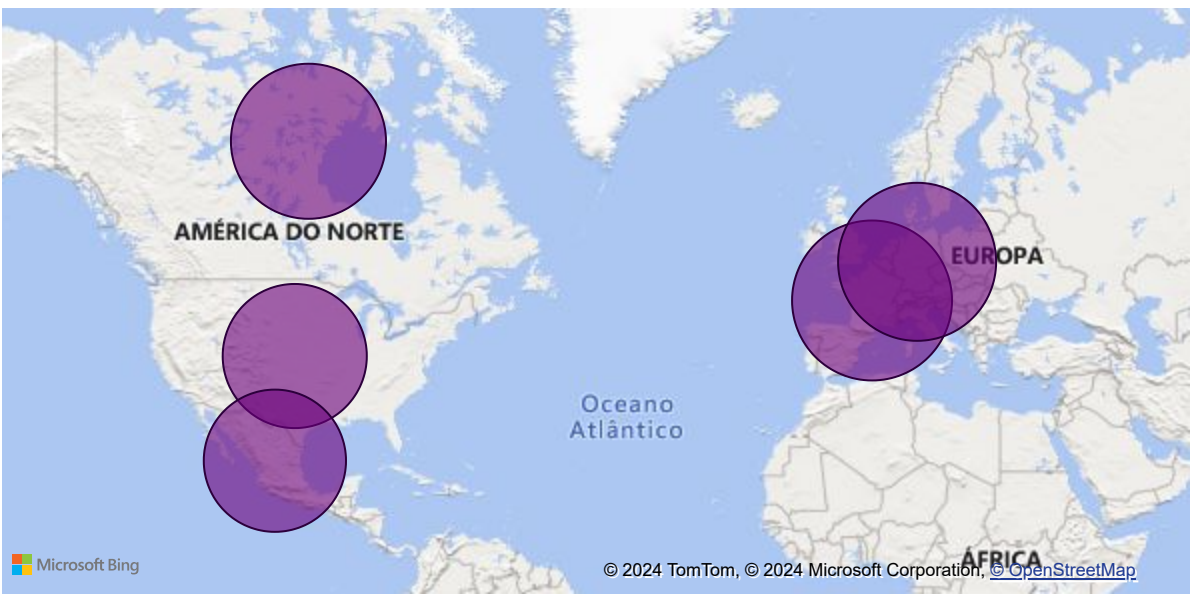 AMÉRICA DO NORTE
EUROPA
Oceano
Atlântico
ÁFRICA
Microsoft Bing
© 2024 TomTom, © 2024 Microsoft Corporation, © OpenStreetMap